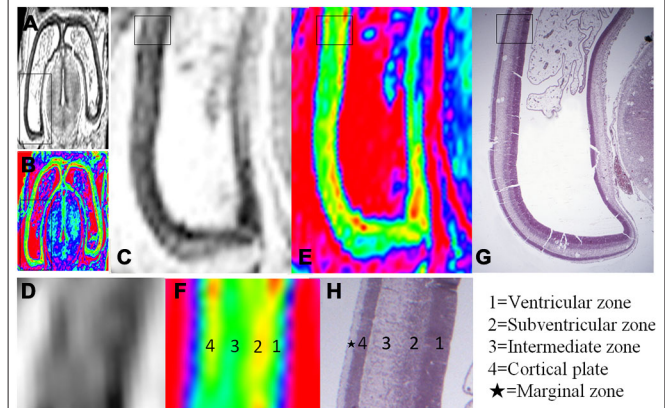 A
B
C
E
G
D
F
4 3 2 1
H
★4 3 2 1
1=Ventricular zone
2=Subventricular zone
3=Intermediate zone
4=Cortical plate
★=Marginal zone